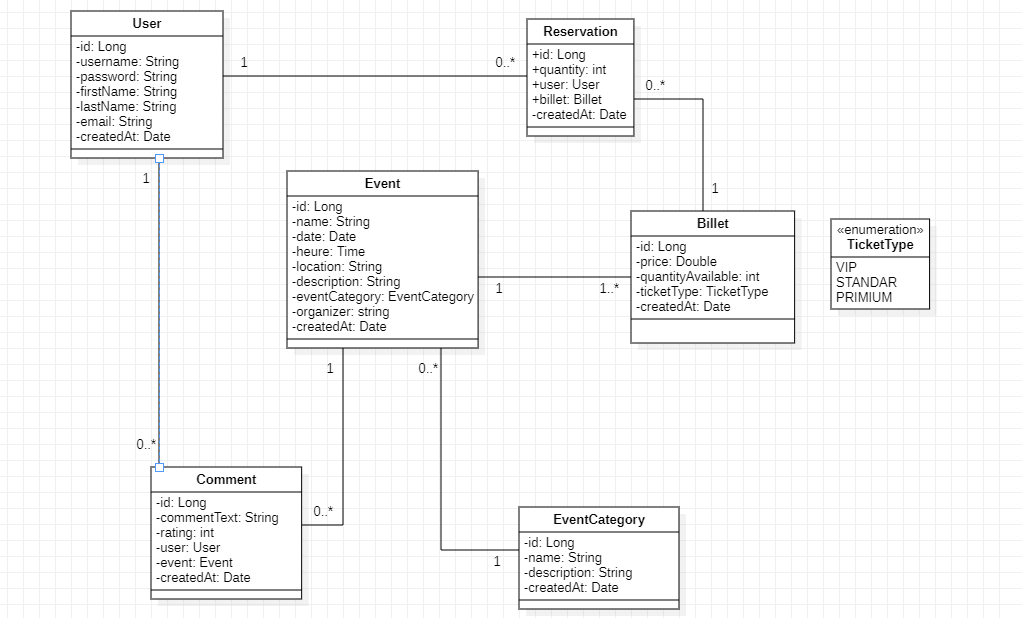 User
-id: Long
-username: String
-password: String
-firstName: String
-lastName: String
-email: String
-createdAt: Date
1
0..*
Reservation
+id: Long
+quantity: int
+user: User
+billet: Billet
-createdAt: Date
0..*
1
1
0..*
Event
-id: Long
-name: String
-date: Date
-heure: Time
-location: String
-description: String
-eventCategory: EventCategory
-organizer: string
-createdAt: Date
1
1..*
Billet
-id: Long
-price: Double
-quantityAvailable: int
-ticketType: TicketType
-createdAt: Date
«enumeration»
TicketType
VIP
STANDAR
PRIMIUM
1
0..*
0..*
1
Comment
-id: Long
-commentText: String
-rating: int
-user: User
-event: Event
-createdAt: Date
EventCategory
-id: Long
-name: String
-description: String
-createdAt: Date